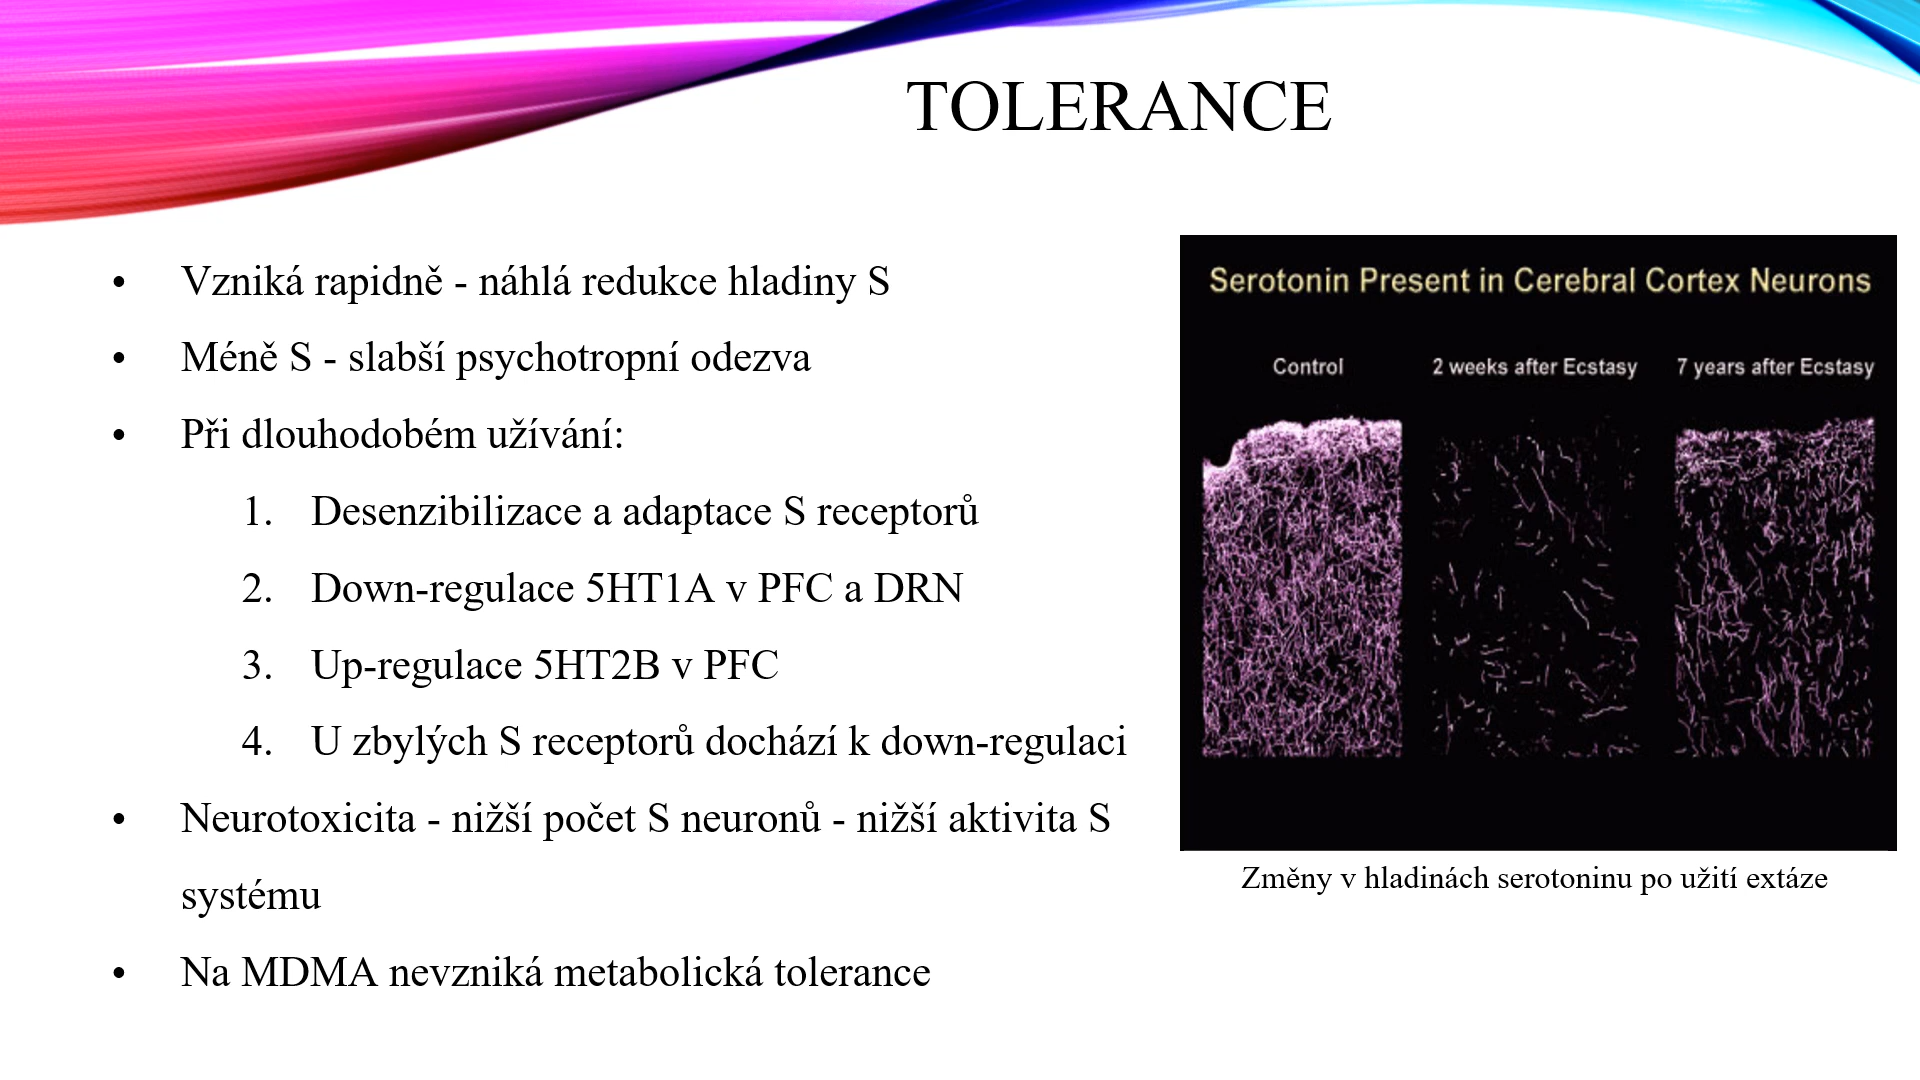 TOLERANCE
• Vzniká rapidně - náhlá redukce hladiny S
• Méně S - slabší psychotropní odezva
• Při dlouhodobém užívání:
1. Desenzibilizace a adaptace S receptorů
2. Down-regulace 5HT1A v PFC a DRN
3. Up-regulace 5HT2B v PFC
4. U zbylých S receptorů dochází k down-regulaci
• Neurotoxicita - nižší počet S neuronů - nižší aktivita S
systému
• Na MDMA nevzniká metabolická tolerance
Serotonin Present in Cerebral Cortex Neurons
Control 2 weeks after Ecstasy 7 years after Ecstasy
Změny v hladinách serotoninu po užití extáze